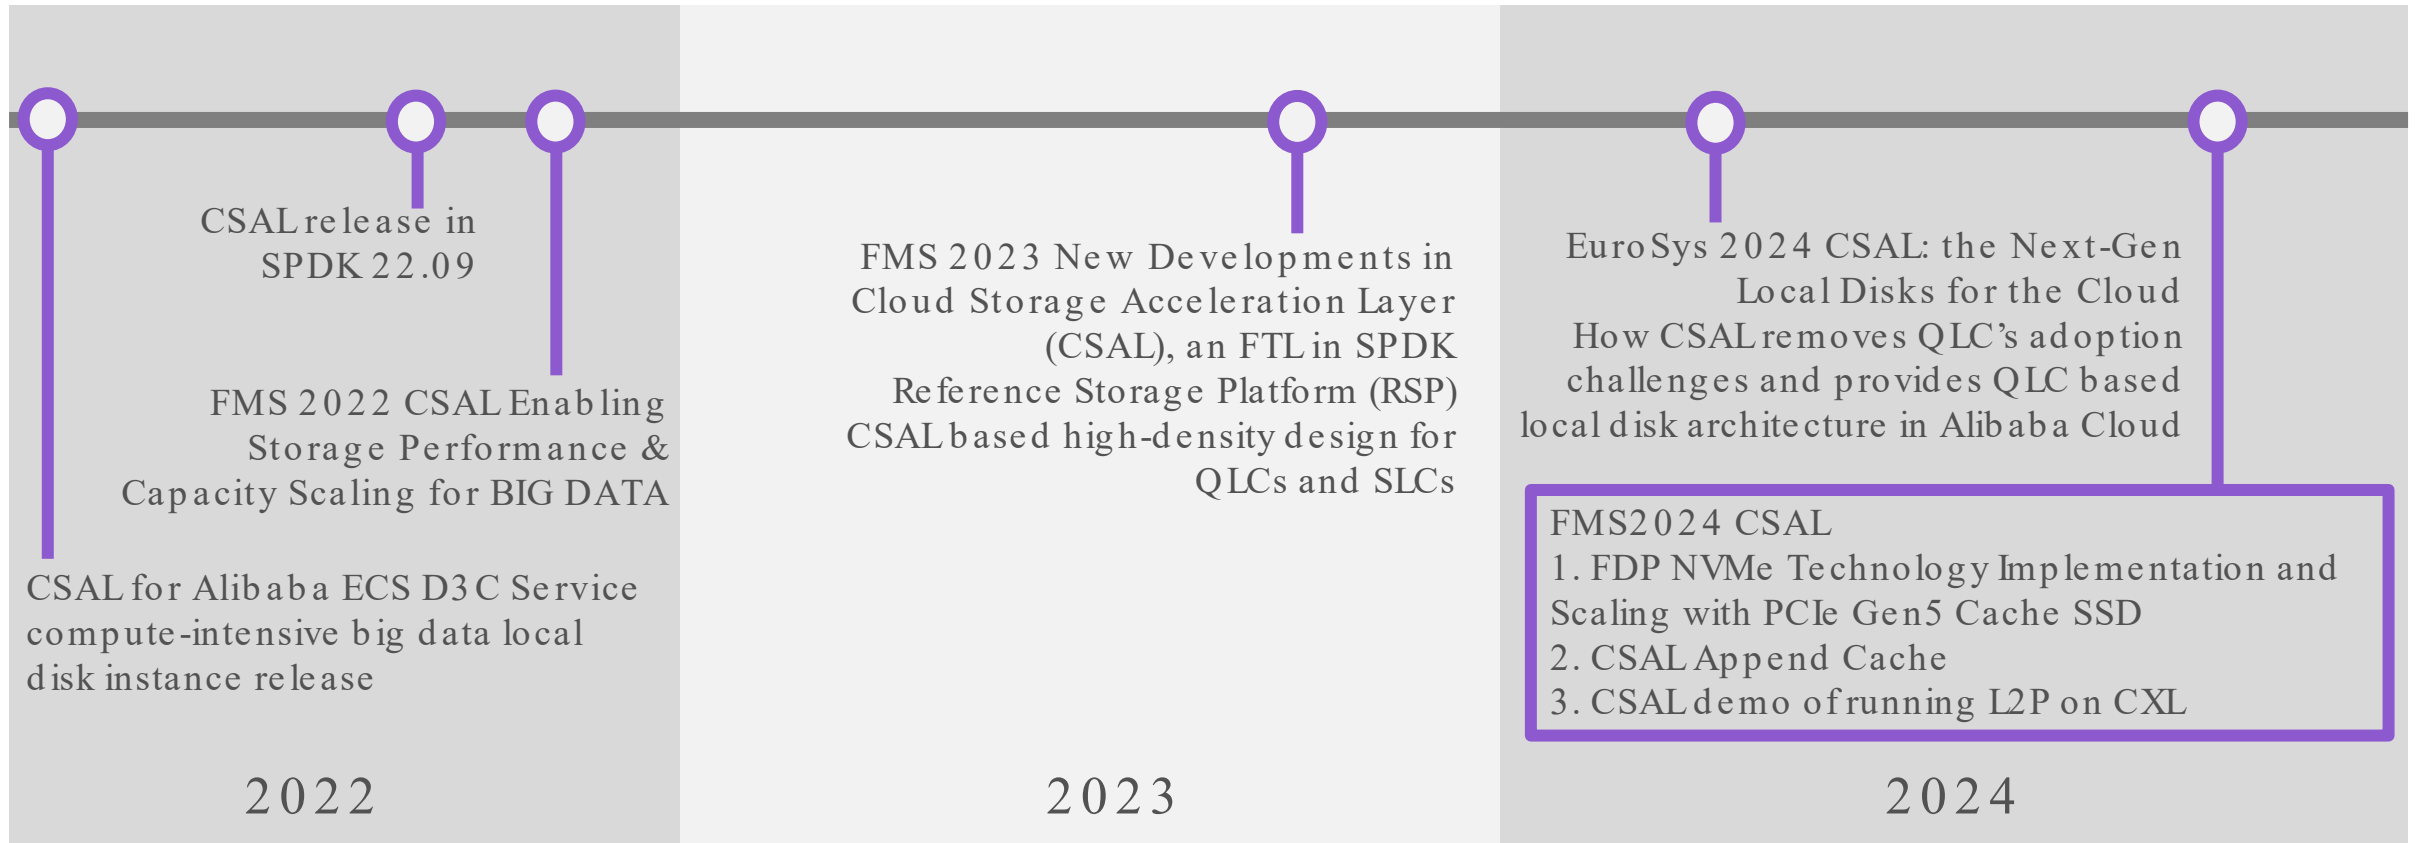 CSAL release in
SPDK 22.09
FMS 2022 CSAL Enabling
Storage Performance &
Capacity Scaling for BIG DATA
CSAL for Alibaba ECS D3C Service
compute-intensive big data local
disk instance release
2022
FMS 2023 New Developments in
Cloud Storage Acceleration Layer
(CSAL), an FTL in SPDK
Reference Storage Platform (RSP)
CSAL based high-density design for
QLCs and SLCs
2023
EuroSys 2024 CSAL: the Next-Gen
Local Disks for the Cloud
How CSAL removes QLC’s adoption
challenges and provides QLC based
local disk architecture in Alibaba Cloud
FMS2024 CSAL
1. FDP NVMe Technology Implementation and
Scaling with PCIe Gen5 Cache SSD
2. CSAL Append Cache
3. CSAL demo of running L2P on CXL
2024